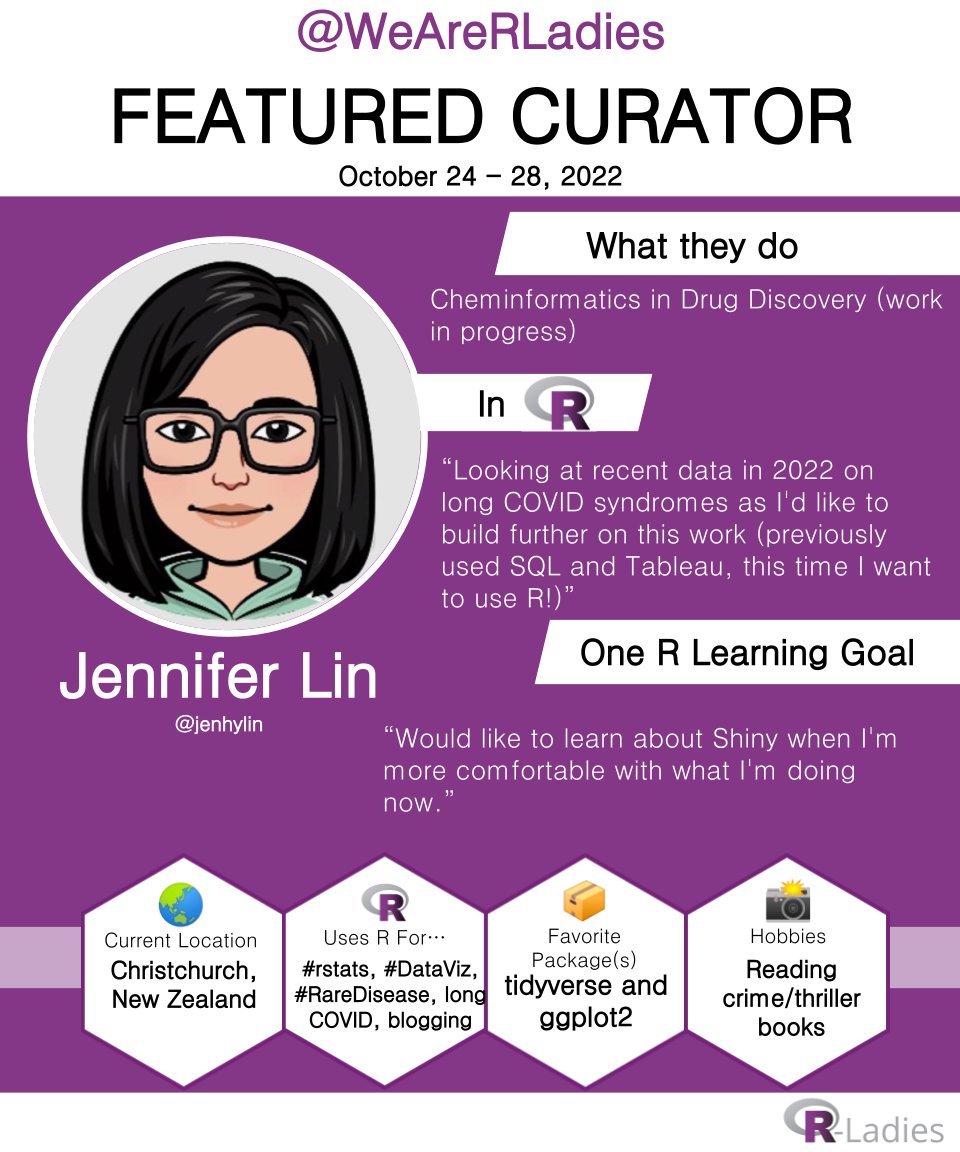 @WeAreRLadies
FEATURED CURATOR
October 24 – 28, 2022
What they do
Cheminformatics in Drug Discovery (work
in progress)
In R
“Looking at recent data in 2022 on
long COVID syndromes as I'd like to
build further on this work (previously
used SQL and Tableau, this time I want
to use R!)”
Jennifer Lin
@jenhylin
One R Learning Goal
“Would like to learn about Shiny when I'm
more comfortable with what I'm doing
now.”
Current Location
Christchurch,
New Zealand
R
Uses R For…
#rstats, #DataViz,
#RareDisease, long
COVID, blogging
Favorite
Package(s)
tidyverse and
ggplot2
Hobbies
Reading
crime/thriller
books
R-Ladies